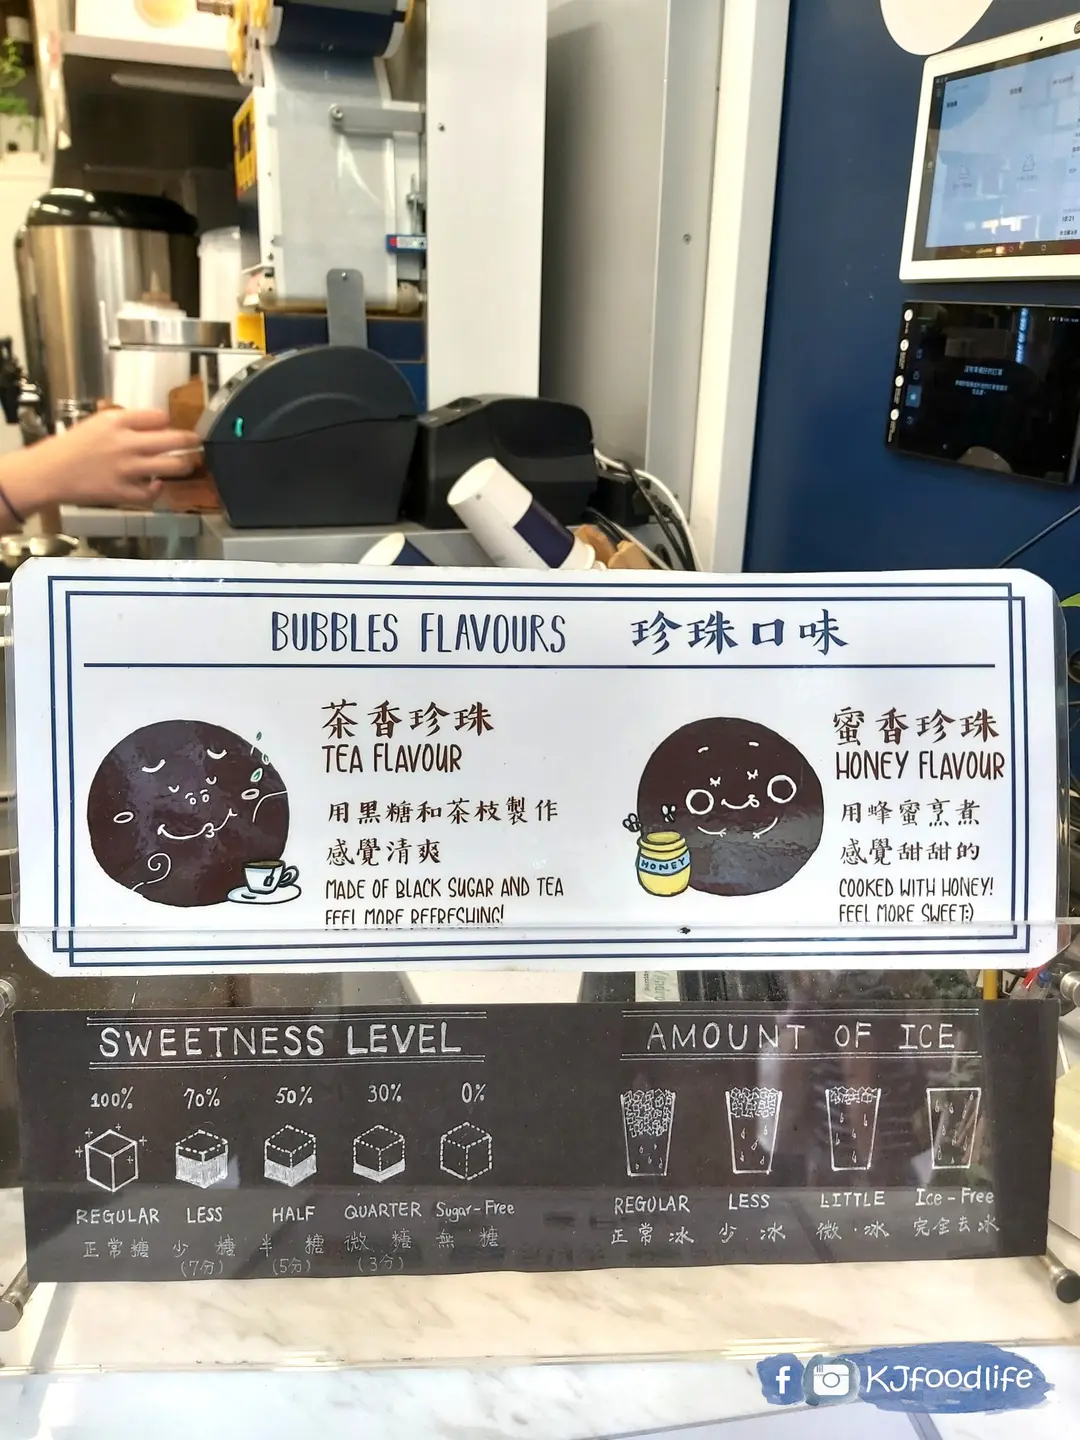 BUBBLES FLAVOURS 珍珠口味
茶香珍珠
TEA FLAVOUR
用黑糖和茶枝製作
感覺清爽
MADE OF BLACK SUGAR AND TEA
FEEL MORE REFRESHING!
HONEY
蜜香珍珠
HONEY FLAVOUR
用蜂蜜烹煮
感覺甜甜的
COOKED WITH HONEY!
FEEL MORE SWEET:)
SWEETNESS LEVEL
100% 70% 50% 30% 0%
REGULAR LESS HALF QUARTER Sugar-Free
正常糖 少糖 半糖 微糖 無糖
(7分) (5分) (3分)
AMOUNT OF ICE
REGULAR LESS LITTLE Ice-Free
正常冰 少冰 微冰 完全去冰
f KJfoodlife